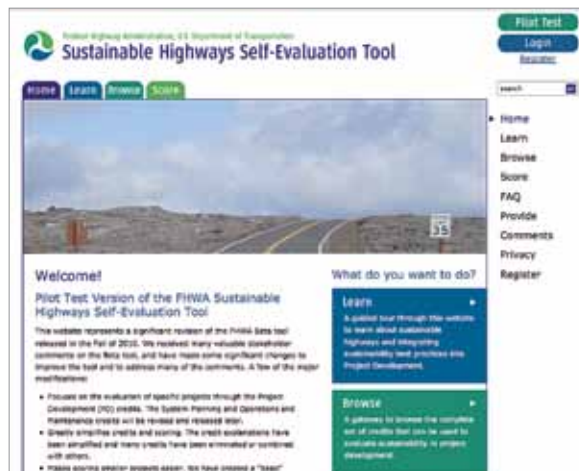 Federal Highway Administration, U.S. Department of Transportation
Sustainable Highways Self-Evaluation Tool
Pilot Test
Login
Register
Home Learn Browse Score
search
Home
Learn
Browse
Score
FAQ
Provide
Comments
Privacy
Register
35
Welcome!
Pilot Test Version of the FHWA Sustainable
Highways Self-Evaluation Tool
This website represents a significant revision of the FHWA Beta tool
released in the Fall of 2010. We received many valuable stakeholder
comments on the Beta tool, and have made some significant changes to
improve the tool and to address many of the comments. A few of the major
modifications:
• Focuses on the evaluation of specific projects through the Project
Development (PD) credits. The System Planning and Operations and
Maintenance credits will be revised and released later.
• Greatly simplifies credits and scoring. The credit explanations have
been simplified and many credits have been eliminated or combined
with others.
• Makes scoring smaller projects easier. We have created a "basic"
What do you want to do?
Learn
A guided tour through this website
to learn about sustainable
highways and integrating
sustainability best practices into
Project Development.
Browse
A gateway to browse the complete
set of credits that can be used to
evaluate sustainability in project
development.